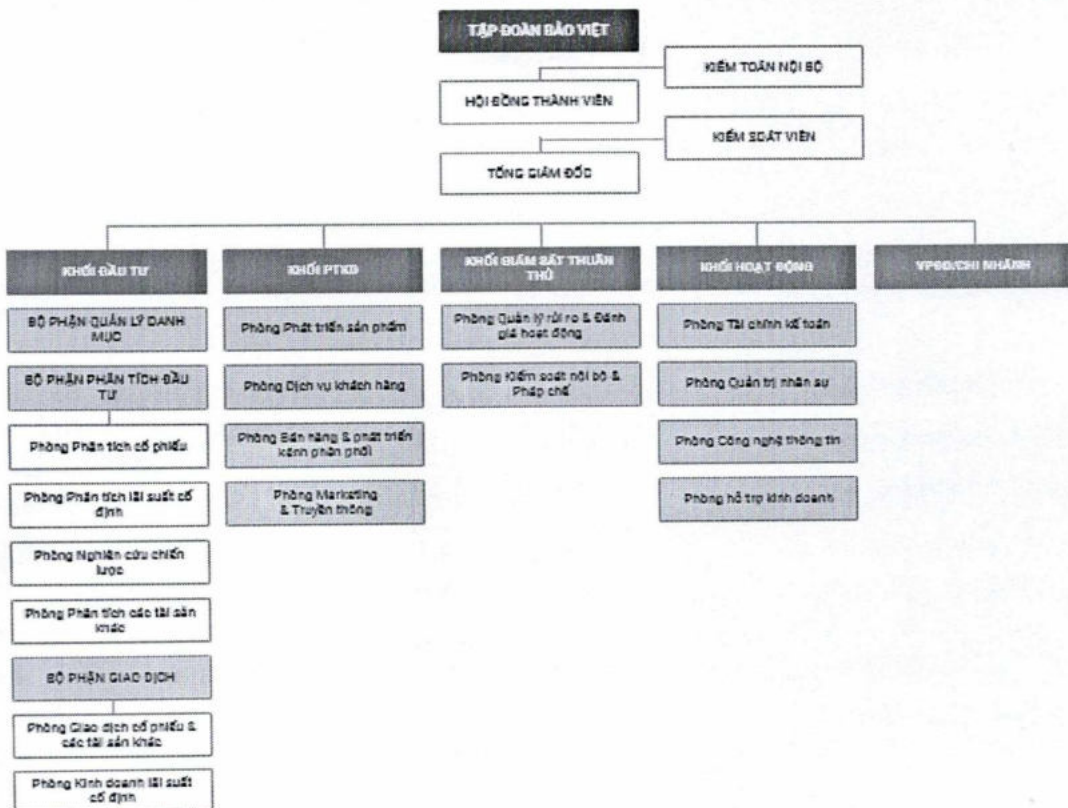 TẬP ĐOÀN BẢO VIỆT
KIỂM TOÁN NỘI BỘ
HỘI ĐỒNG THÀNH VIÊN
KIỂM SOÁT VIÊN
TỔNG GIÁM ĐỐC
KHỐI ĐẦU TƯ
KHỐI PTKD
KHỐI GIÁM SÁT TUÂN
THỦ
KHỐI HOẠT ĐỘNG
VPĐD/CHI NHÁNH
BỘ PHẬN QUẢN LÝ DANH
MỤC
BỘ PHẬN PHÂN TÍCH ĐẦU
TƯ
Phòng Phân tích cổ phiếu
Phòng Phân tích lãi suất cố
định
Phòng Nghiên cứu chiến
lược
Phòng Phân tích các tài sản
khác
BỘ PHẬN GIAO DỊCH
Phòng Giao dịch cổ phiếu &
các tài sản khác
Phòng Kinh doanh lãi suất
cố định
Phòng Phát triển sản phẩm
Phòng Dịch vụ khách hàng
Phòng Bán hàng & phát triển
kênh phân phối
Phòng Marketing
& Truyền thông
Phòng Quản lý rủi ro & Đánh
giá hoạt động
Phòng Kiểm soát nội bộ &
Pháp chế
Phòng Tài chính kế toán
Phòng Quản trị nhân sự
Phòng Công nghệ thông tin
Phòng hỗ trợ kinh doanh